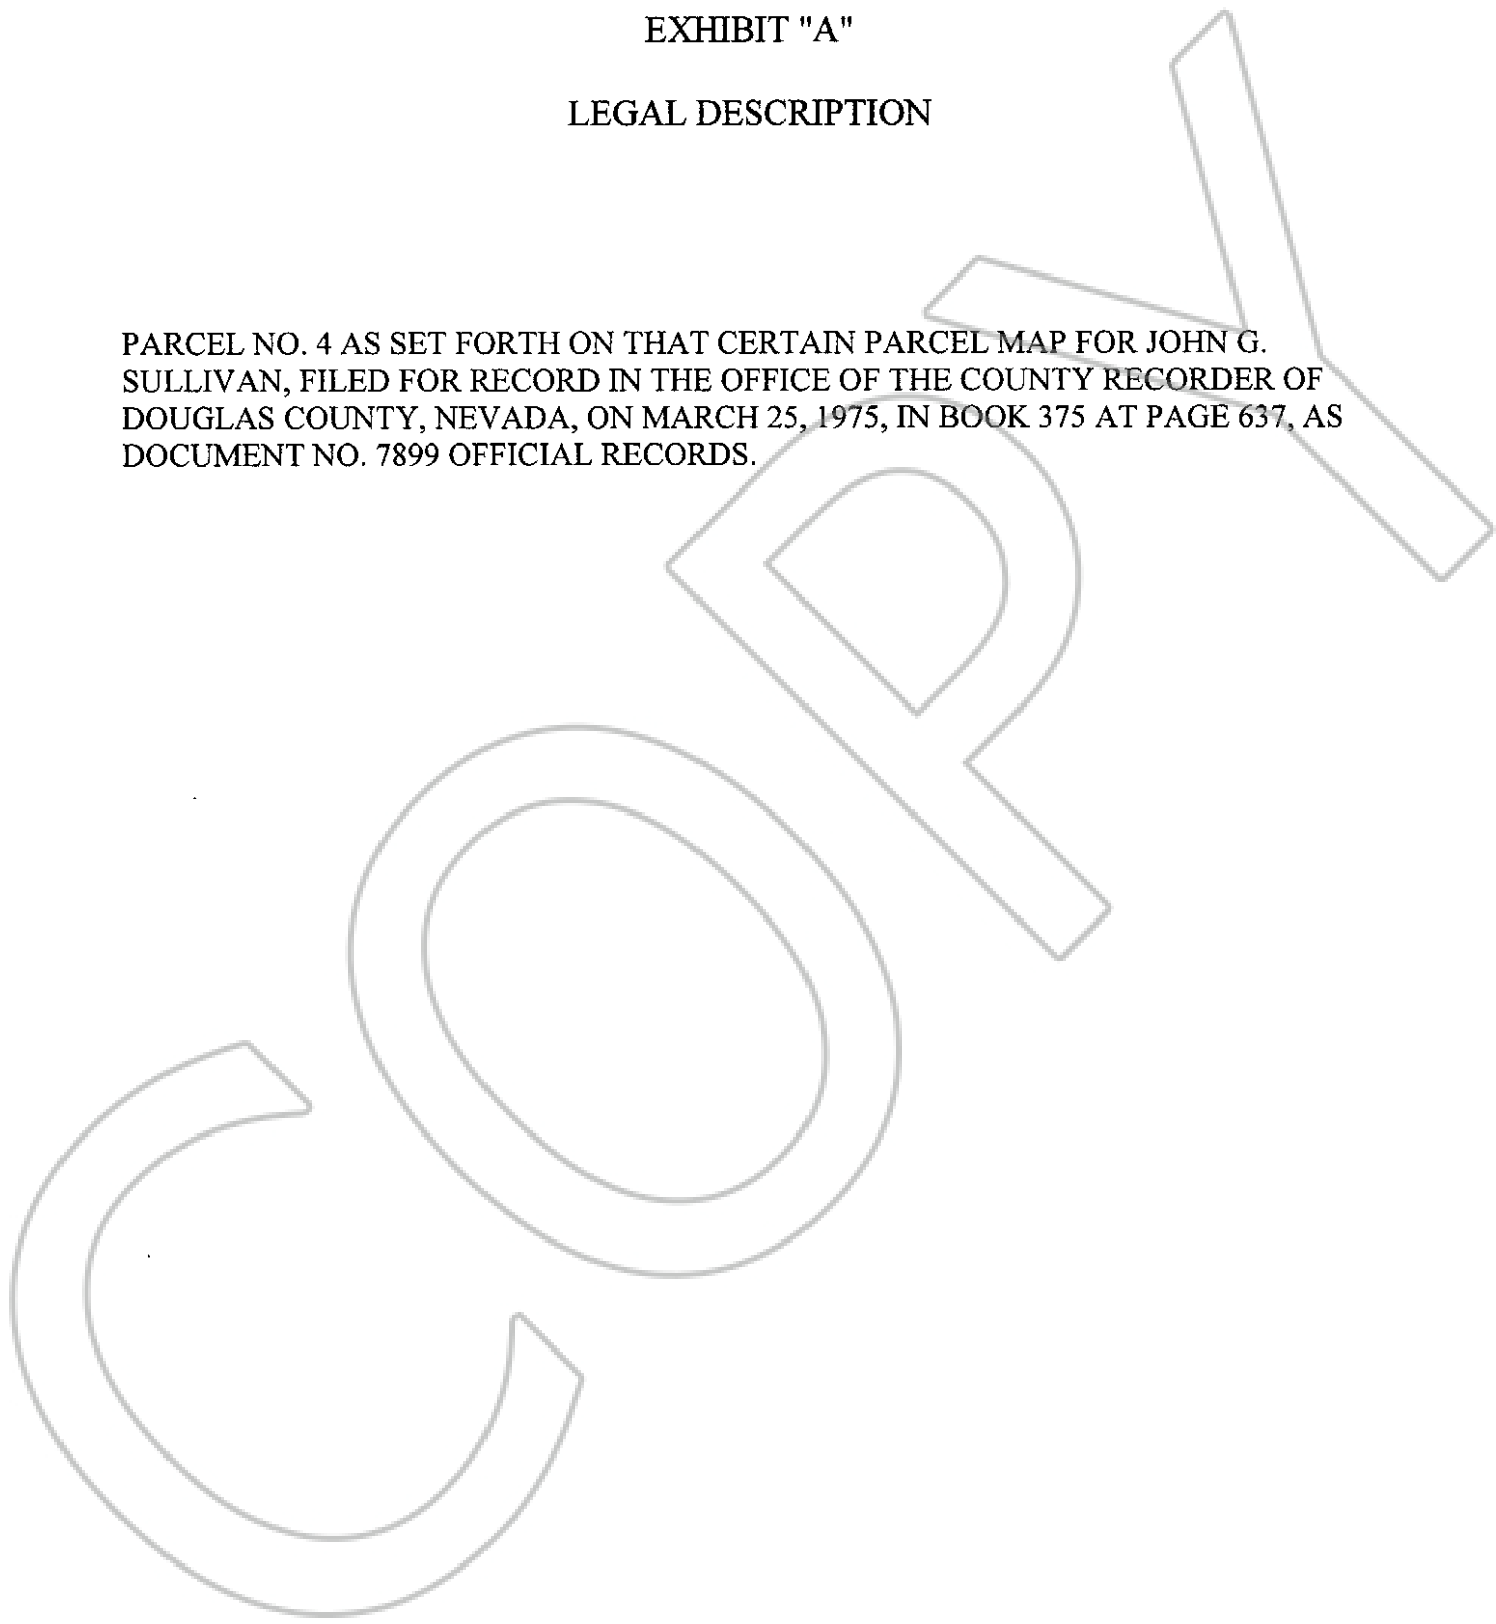 EXHIBIT "A"
LEGAL DESCRIPTION
PARCEL NO. 4 AS SET FORTH ON THAT CERTAIN PARCEL MAP FOR JOHN G.
SULLIVAN, FILED FOR RECORD IN THE OFFICE OF THE COUNTY RECORDER OF
DOUGLAS COUNTY, NEVADA, ON MARCH 25, 1975, IN BOOK 375 AT PAGE 637, AS
DOCUMENT NO. 7899 OFFICIAL RECORDS.
COPY